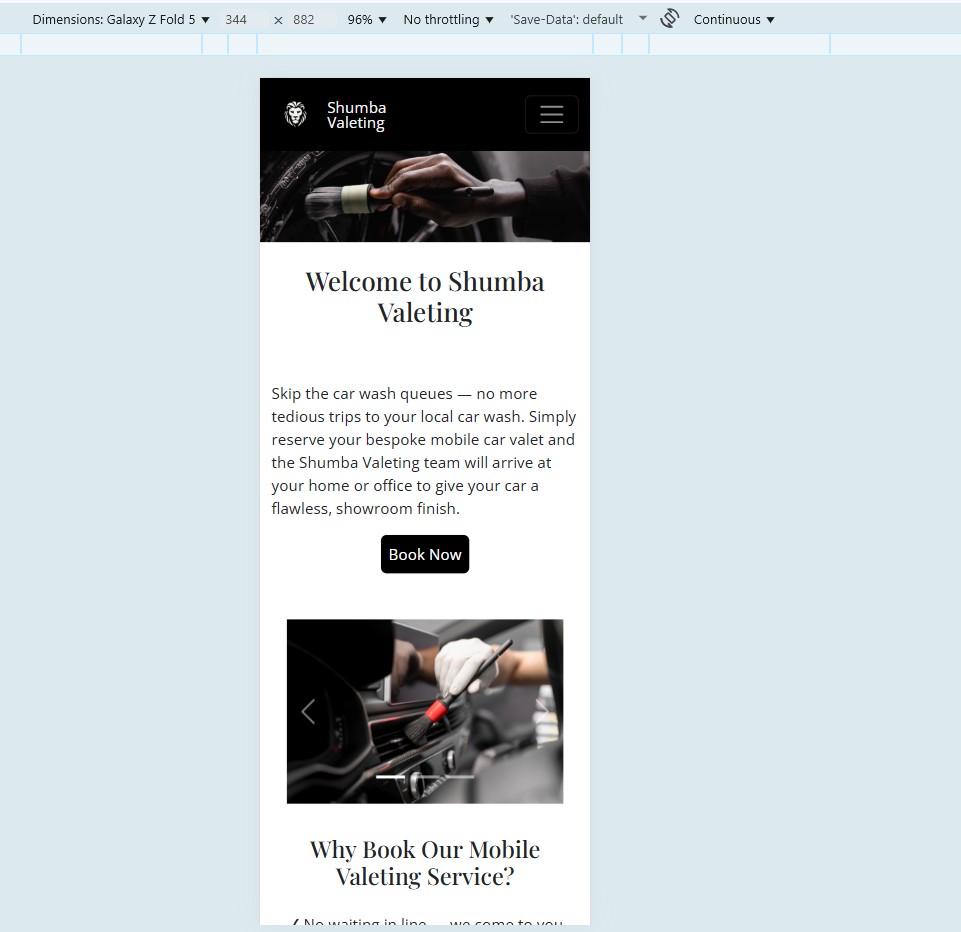 Dimensions: Galaxy Z Fold 5 ▼ 344 × 882 96% ▼ No throttling ▼ 'Save-Data': default Continuous ▼
Shumba
Valeting
Welcome to Shumba
Valeting
Skip the car wash queues — no more
tedious trips to your local car wash. Simply
reserve your bespoke mobile car valet and
the Shumba Valeting team will arrive at
your home or office to give your car a
flawless, showroom finish.
Book Now
Why Book Our Mobile
Valeting Service?
No waiting in line — we come to you